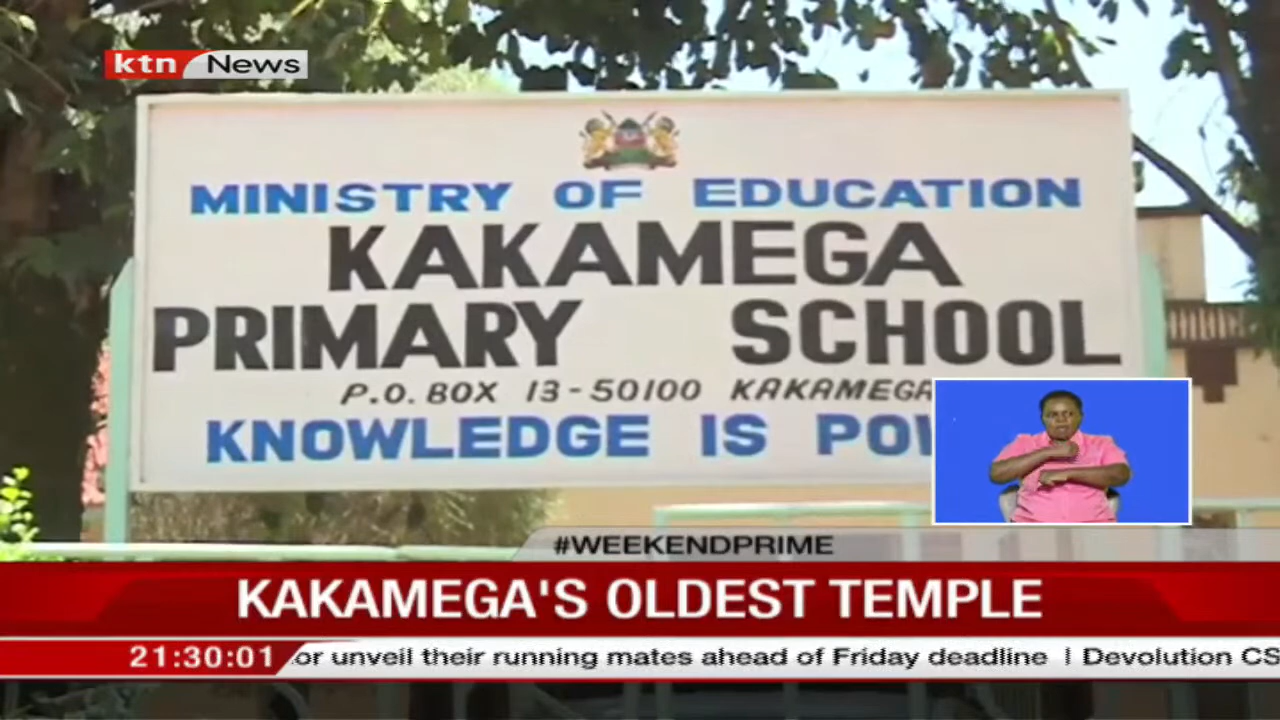 ktn News
MINISTRY OF EDUCATION
KAKAMEGA
PRIMARY SCHOOL
P.O. BOX 13-50100 KAKAMEGA
KNOWLEDGE IS
#WEEKENDPRIME
KAKAMEGA'S OLDEST TEMPLE
21:30:01 or unveil their running mates ahead of Friday deadline | Devolution CS